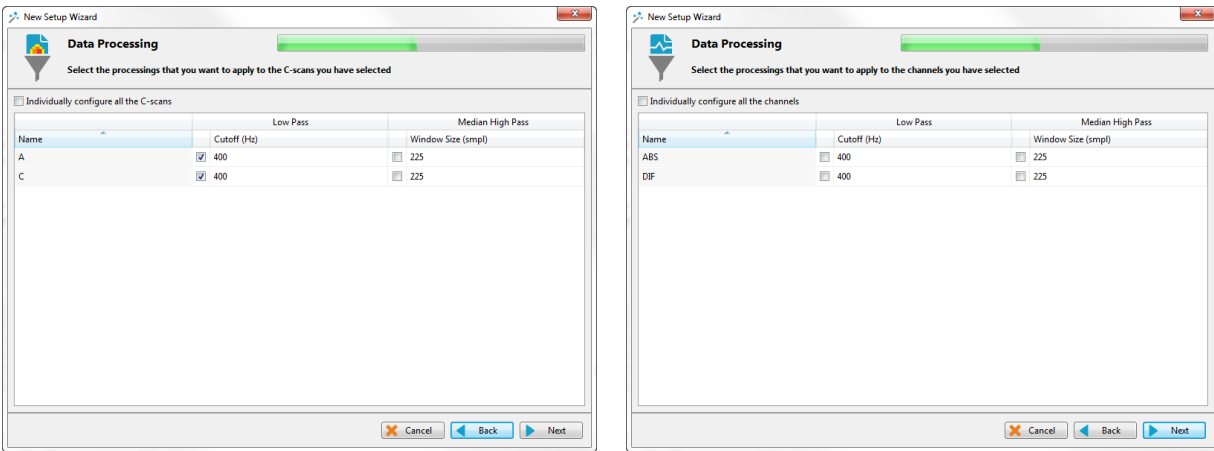 New Setup Wizard
Data Processing
Select the processings that you want to apply to the C-scans you have selected
Individually configure all the C-scans
Low Pass Median High Pass
Name Cutoff (Hz) Window Size (smpl)
A 400 225
C 400 225
Cancel Back Next
New Setup Wizard
Data Processing
Select the processings that you want to apply to the channels you have selected
Individually configure all the channels
Low Pass Median High Pass
Name Cutoff (Hz) Window Size (smpl)
ABS 400 225
DIF 400 225
Cancel Back Next